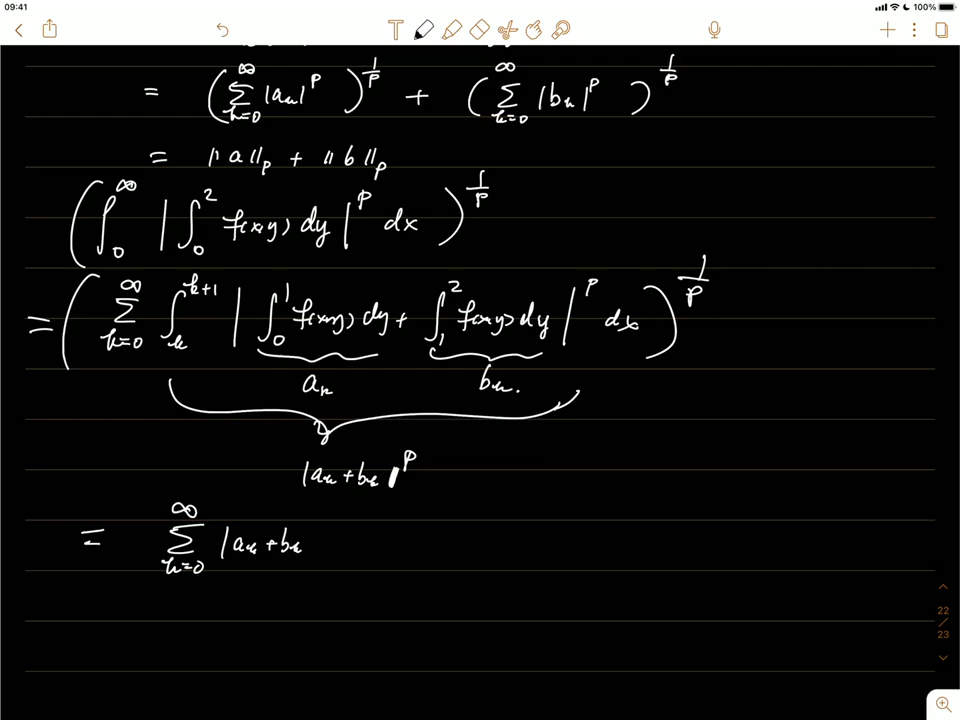 09:41 100%
T
= ( ∑_{k=0}^{∞} |a_k|^p )^{1/p} + ( ∑_{k=0}^{∞} |b_k|^p )^{1/p}
= ‖a‖_p + ‖b‖_p
( ∫_0^∞ | ∫_0^2 f(x,y) dy |^p dx )^{1/p}
= ( ∑_{k=0}^{∞} ∫_k^{k+1} | ∫_0^1 f(x,y) dy + ∫_1^2 f(x,y) dy |^p dx )^{1/p}
a_k b_k.
|a_k + b_k|^p
= ∑_{k=0}^{∞} |a_k + b_k
22
/
23